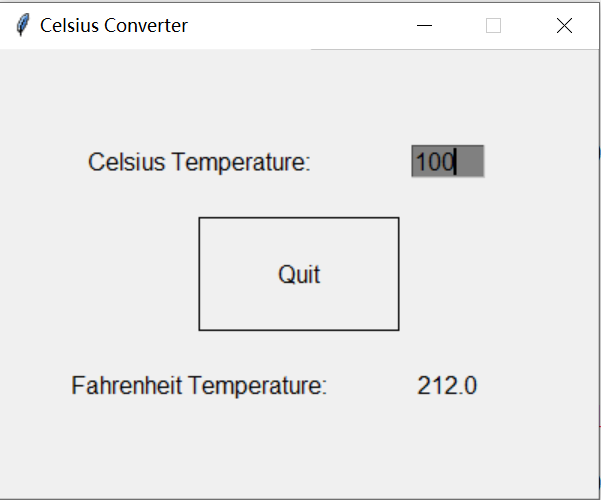 Celsius Converter
Celsius Temperature: 100
Quit
Fahrenheit Temperature: 212.0